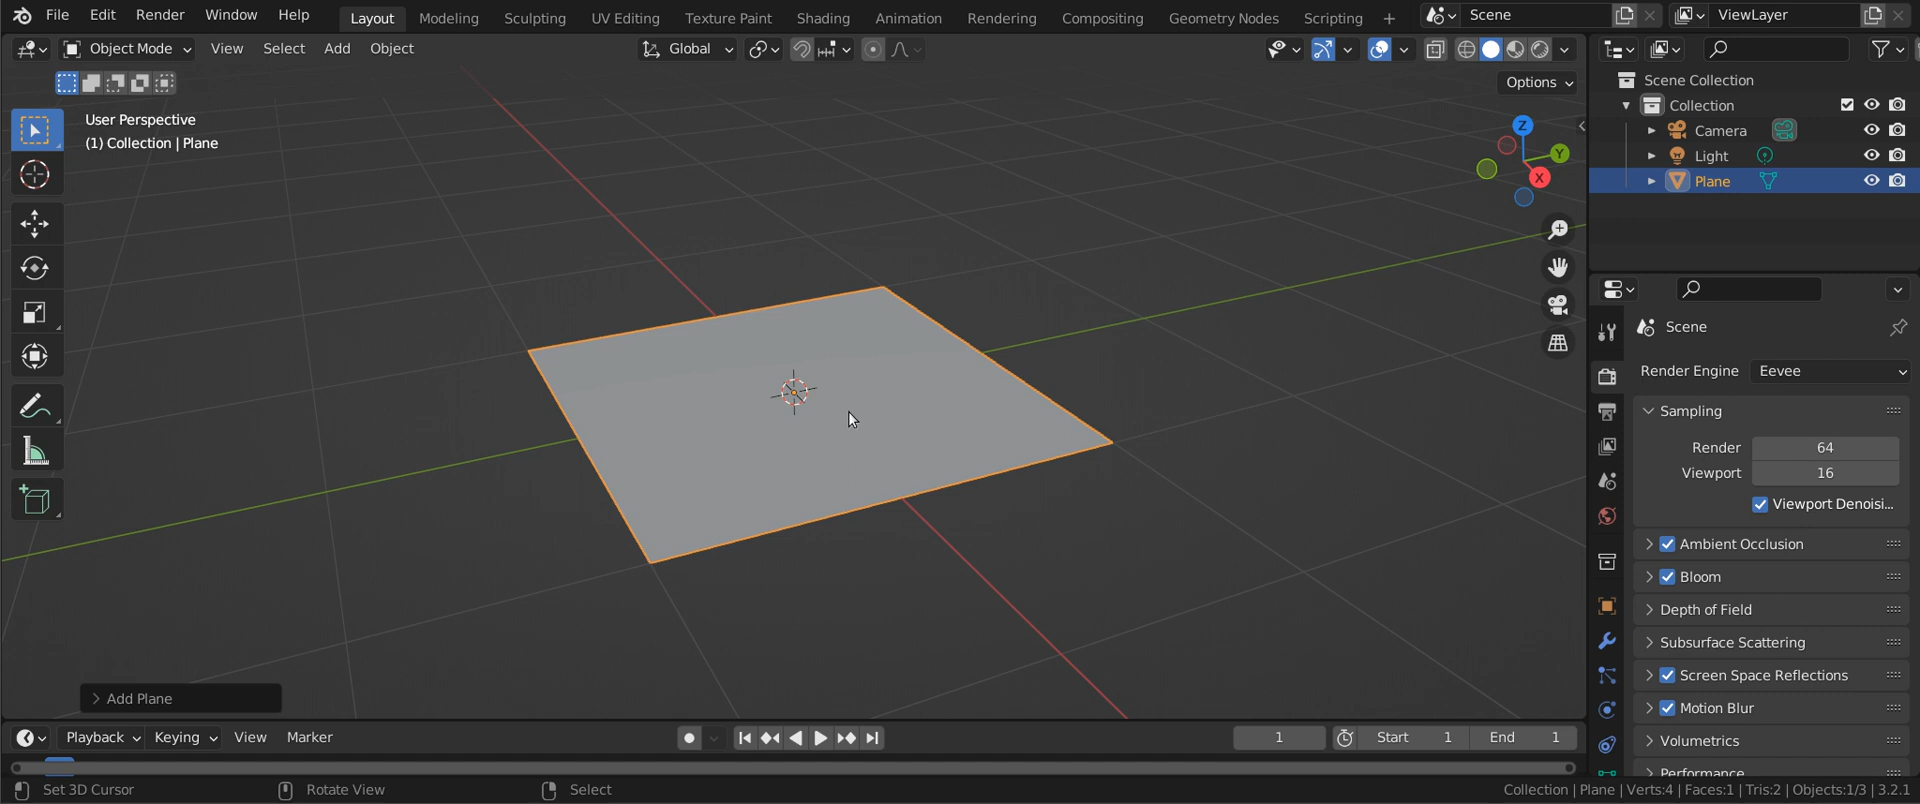 File Edit Render Window Help Layout Modeling Sculpting UV Editing Texture Paint Shading Animation Rendering Compositing Geometry Nodes Scripting + Scene ViewLayer
Object Mode View Select Add Object Global
Options
User Perspective
(1) Collection | Plane
Z
Y
X
Add Plane
Scene Collection
Collection
Camera
Light
Plane
Scene
Render Engine Eevee
Sampling
Render 64
Viewport 16
Viewport Denoisi...
Ambient Occlusion
Bloom
Depth of Field
Subsurface Scattering
Screen Space Reflections
Motion Blur
Volumetrics
Performance
Playback Keying View Marker 1 Start 1 End 1
Set 3D Cursor Rotate View Select Collection | Plane | Verts:4 | Faces:1 | Tris:2 | Objects:1/3 | 3.2.1